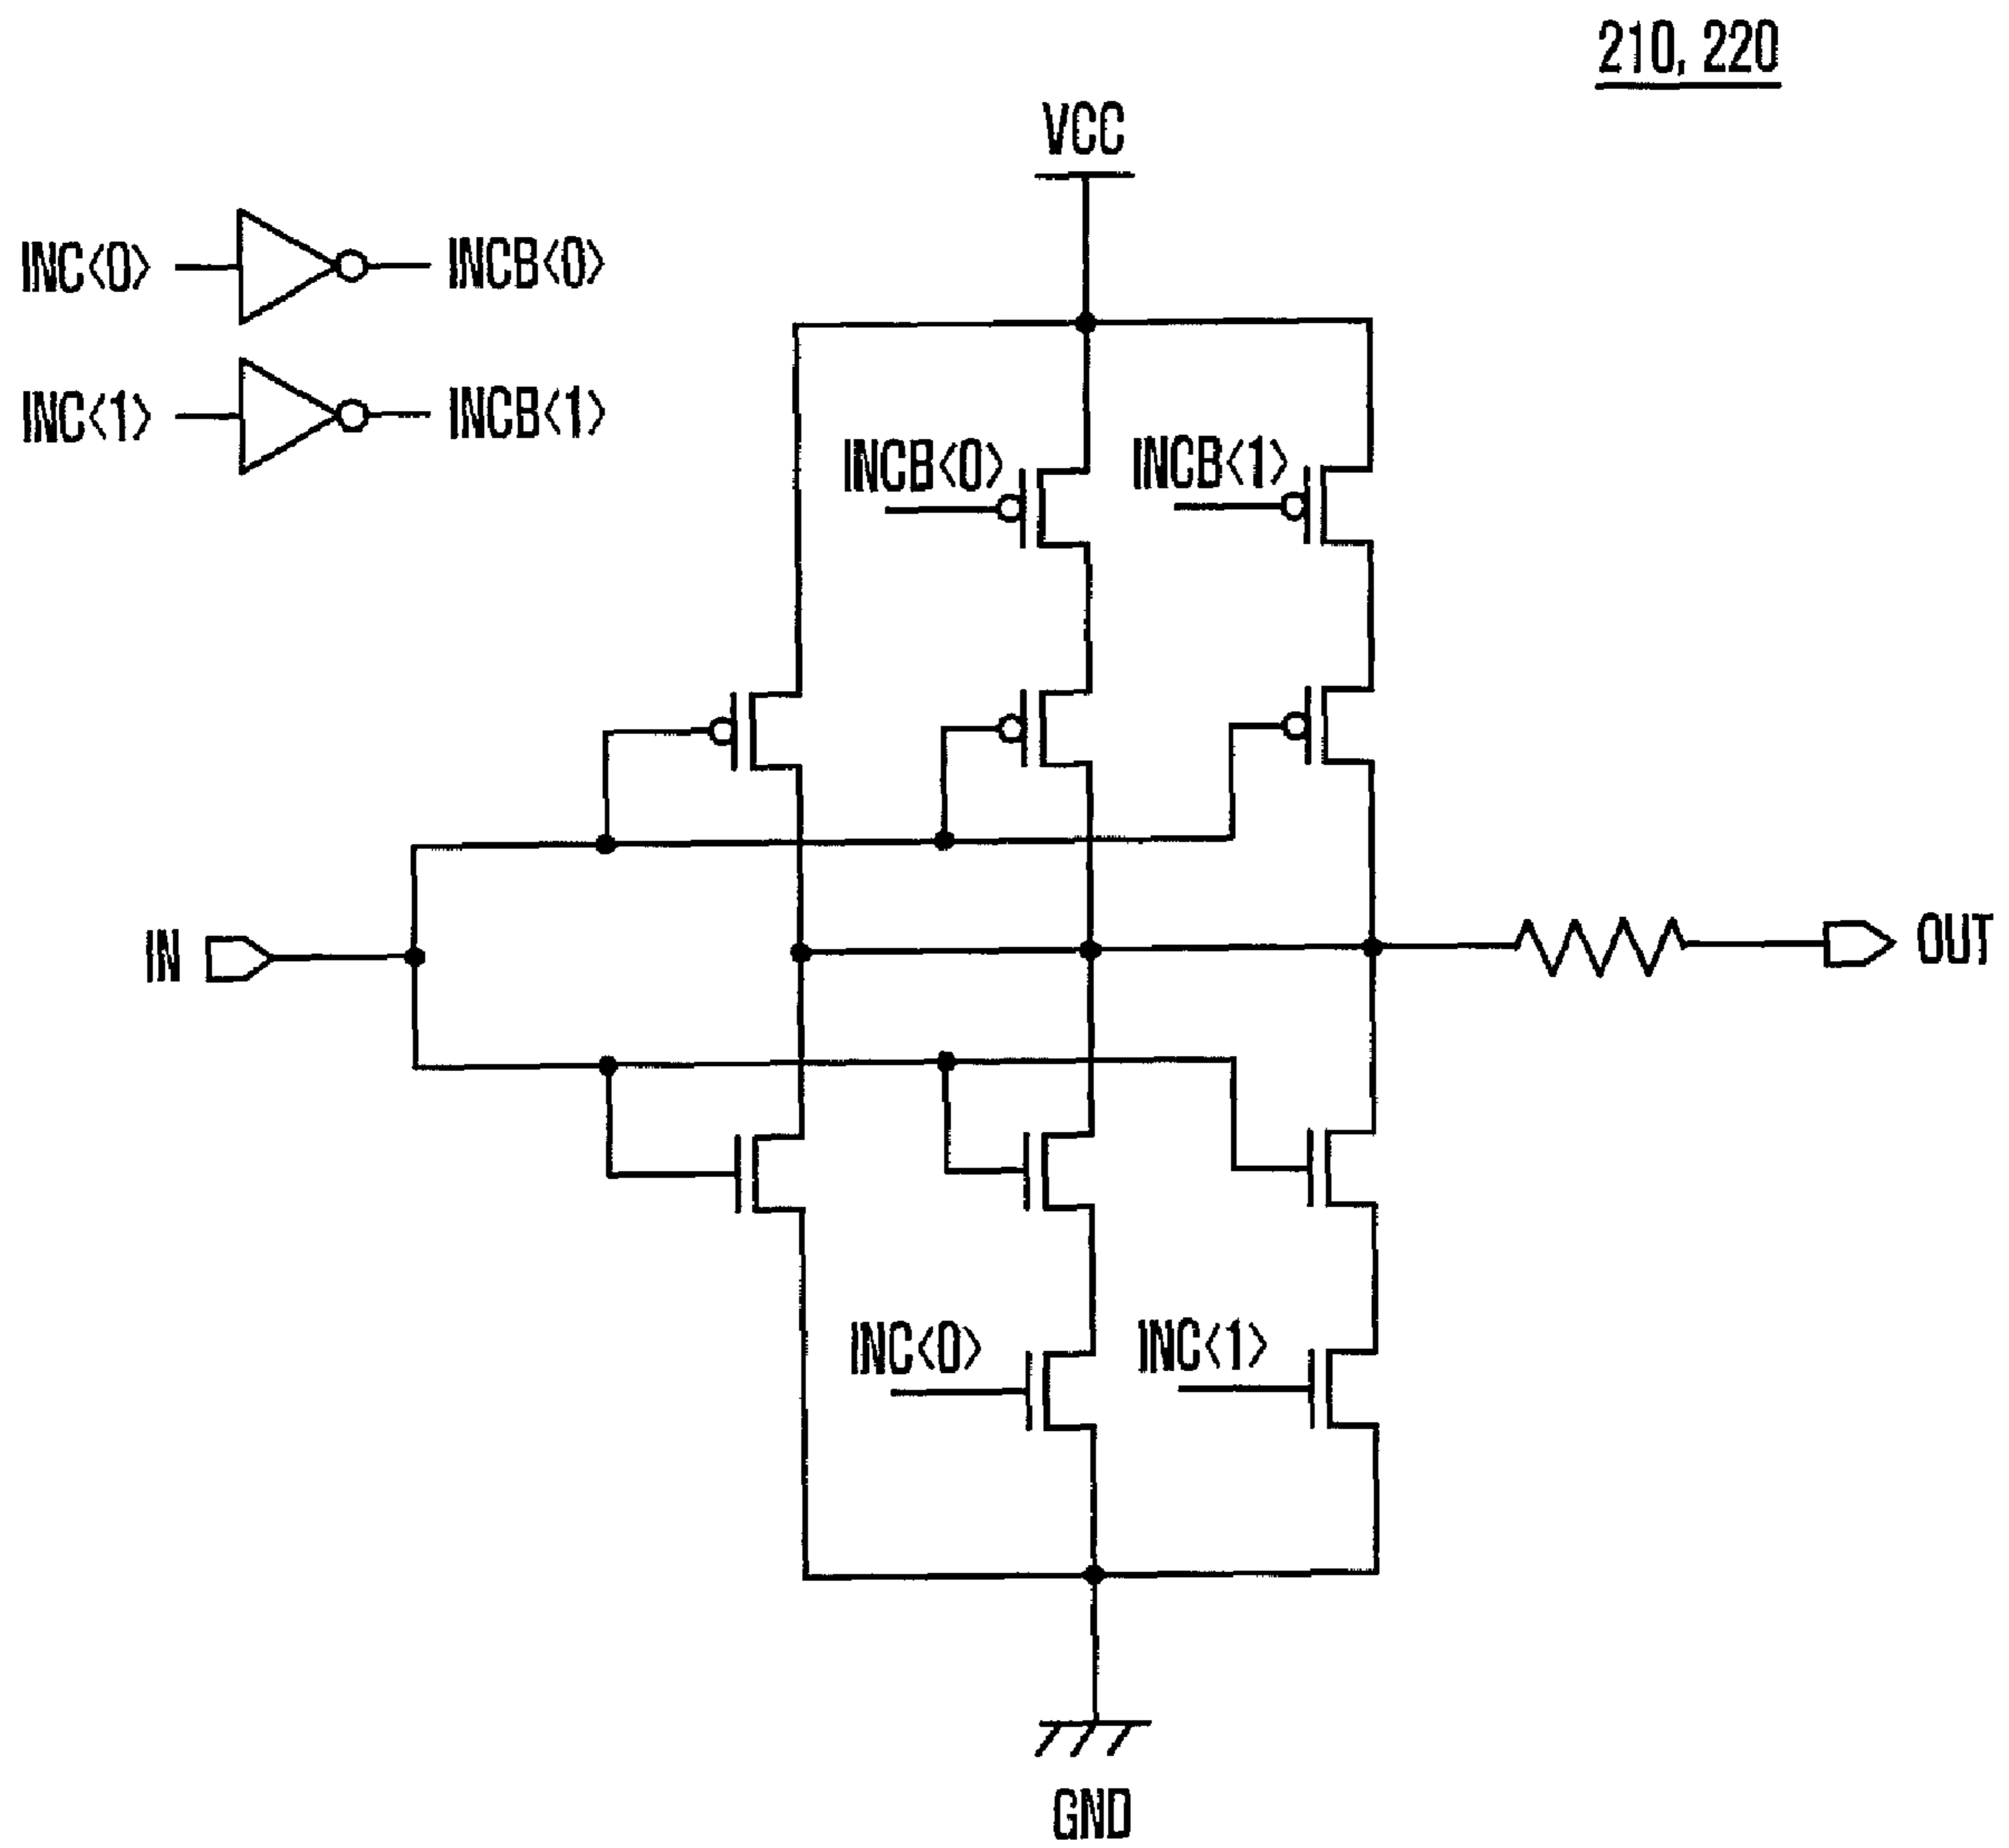 210, 220
VCC
INC⟨0⟩ INCB⟨0⟩
INC⟨1⟩ INCB⟨1⟩
INCB⟨0⟩ INCB⟨1⟩
IN OUT
INC⟨0⟩ INC⟨1⟩
GND